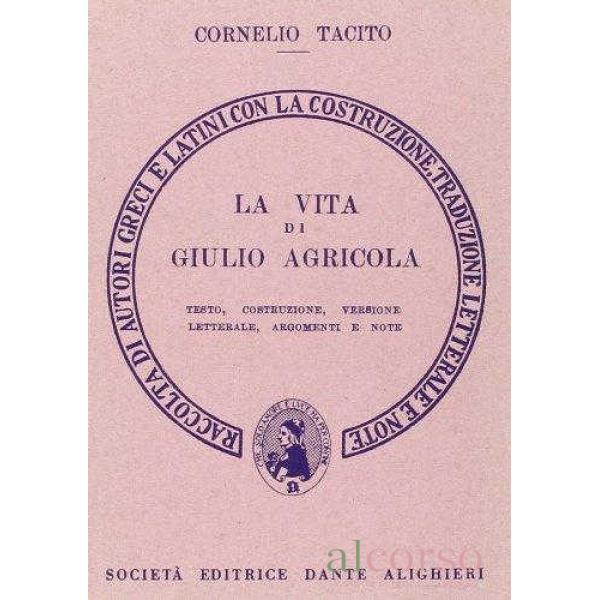 CORNELIO TACITO
RACCOLTA DI AUTORI GRECI E LATINI CON LA COSTRUZIONE, TRADUZIONE LETTERALE E NOTE
LA VITA
DI
GIULIO AGRICOLA
TESTO, COSTRUZIONE, VERSIONE
LETTERALE, ARGOMENTI E NOTE
alcorso
SOCIETÀ EDITRICE DANTE ALIGHIERI